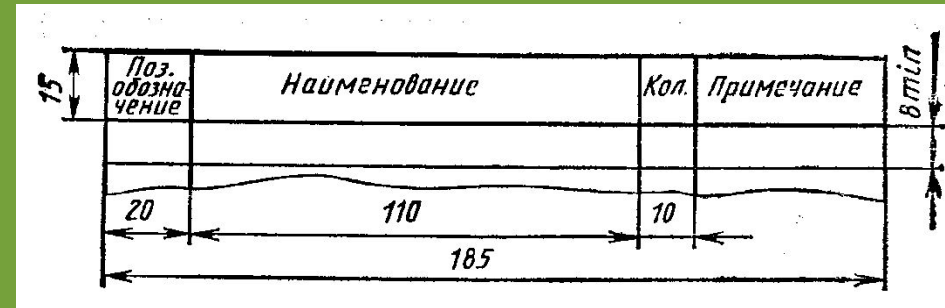 15
Поз.
обозна-
чение
Наименование
Кол.
Примечание
8 min
20
110
10
185